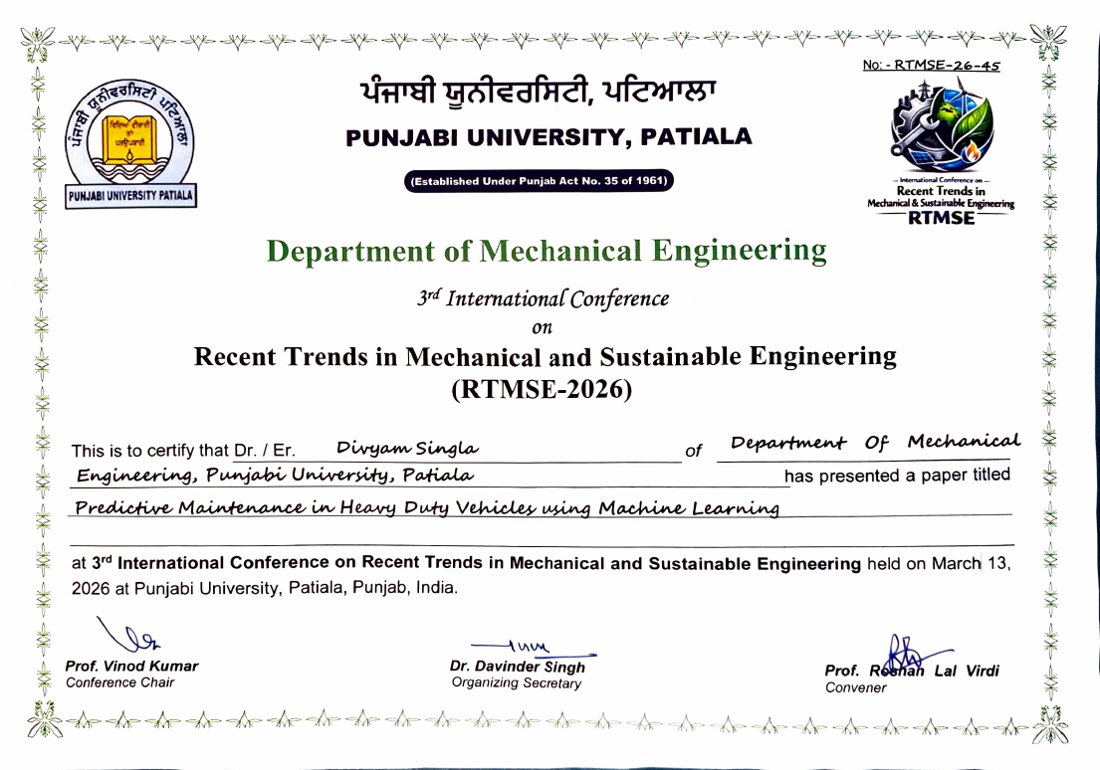 No: - RTMSE-26-45
ਪੰਜਾਬੀ ਯੂਨੀਵਰਸਿਟੀ ਪਟਿਆਲਾ
ਵਿਦਿਆ ਵੀਚਾਰੀ
ਤਾਂ
ਪਰਉਪਕਾਰੀ
PUNJABI UNIVERSITY PATIALA
ਪੰਜਾਬੀ ਯੂਨੀਵਰਸਿਟੀ, ਪਟਿਆਲਾ
PUNJABI UNIVERSITY, PATIALA
(Established Under Punjab Act No. 35 of 1961)
International Conference on
Recent Trends in
Mechanical & Sustainable Engineering
RTMSE
Department of Mechanical Engineering
3rd International Conference
on
Recent Trends in Mechanical and Sustainable Engineering
(RTMSE-2026)
This is to certify that Dr. / Er. Divyam Singla of Department Of Mechanical
Engineering, Punjabi University, Patiala has presented a paper titled
Predictive Maintenance in Heavy Duty Vehicles using Machine Learning
at 3rd International Conference on Recent Trends in Mechanical and Sustainable Engineering held on March 13,
2026 at Punjabi University, Patiala, Punjab, India.
Prof. Vinod Kumar
Conference Chair
Dr. Davinder Singh
Organizing Secretary
Prof. Roshan Lal Virdi
Convener